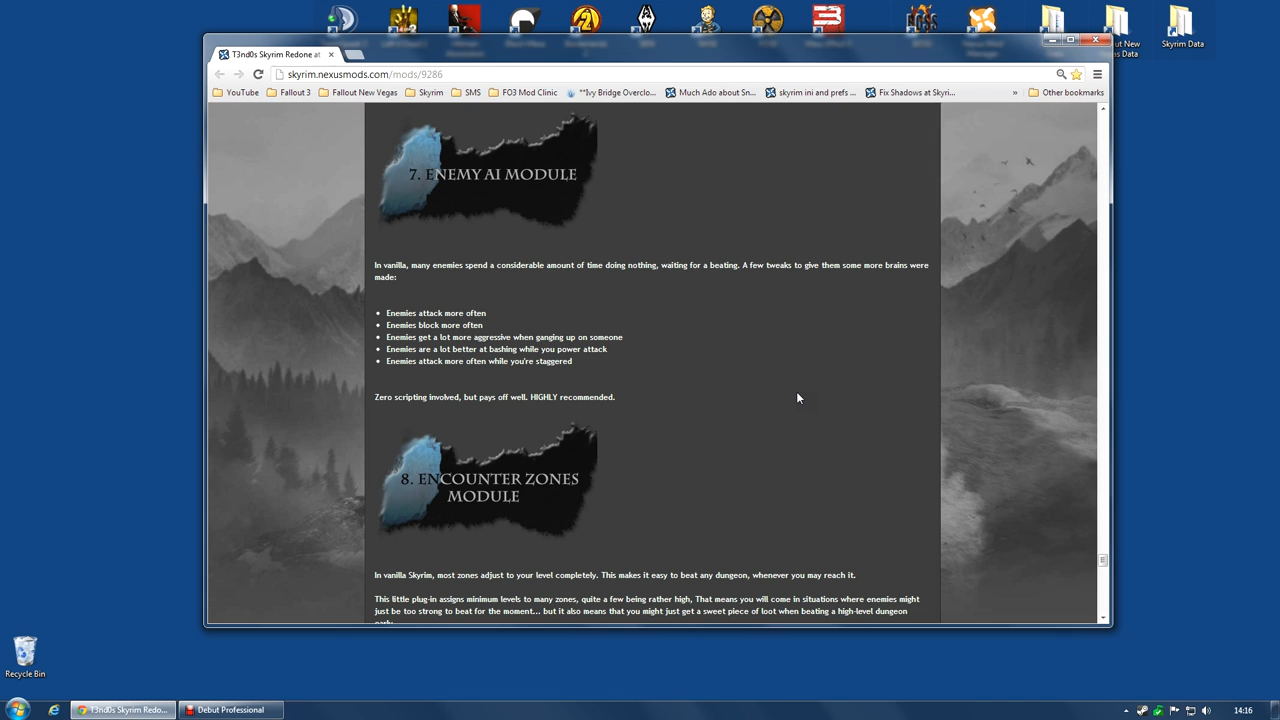 Skyrim Data
T3nd0s Skyrim Redone at
skyrim.nexusmods.com/mods/9286
YouTube
Fallout 3
Fallout New Vegas
Skyrim
SMS
FO3 Mod Clinic
**Ivy Bridge Overclo...
Much Ado about Sn...
skyrim ini and prefs ...
Fix Shadows at Skyri...
»
Other bookmarks
7. ENEMY AI MODULE
In vanilla, many enemies spend a considerable amount of time doing nothing, waiting for a beating. A few tweaks to give them some more brains were
made:
• Enemies attack more often
• Enemies block more often
• Enemies get a lot more aggressive when ganging up on someone
• Enemies are a lot better at bashing while you power attack
• Enemies attack more often while you're staggered
Zero scripting involved, but pays off well. HIGHLY recommended.
8. ENCOUNTER ZONES
MODULE
In vanilla Skyrim, most zones adjust to your level completely. This makes it easy to beat any dungeon, whenever you may reach it.
This little plug-in assigns minimum levels to many zones, quite a few being rather high, That means you will come in situations where enemies might
just be too strong to beat for the moment... but it also means that you might just get a sweet piece of loot when beating a high-level dungeon
early.
Recycle Bin
T3nd0s Skyrim Redo...
Debut Professional
14:16